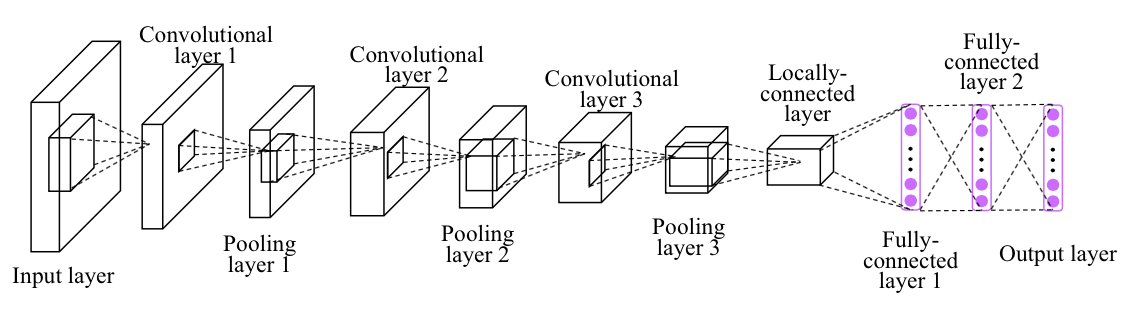 Input layer
Convolutional
layer 1
Pooling
layer 1
Convolutional
layer 2
Pooling
layer 2
Convolutional
layer 3
Pooling
layer 3
Locally-
connected
layer
Fully-
connected
layer 1
Fully-
connected
layer 2
Output layer